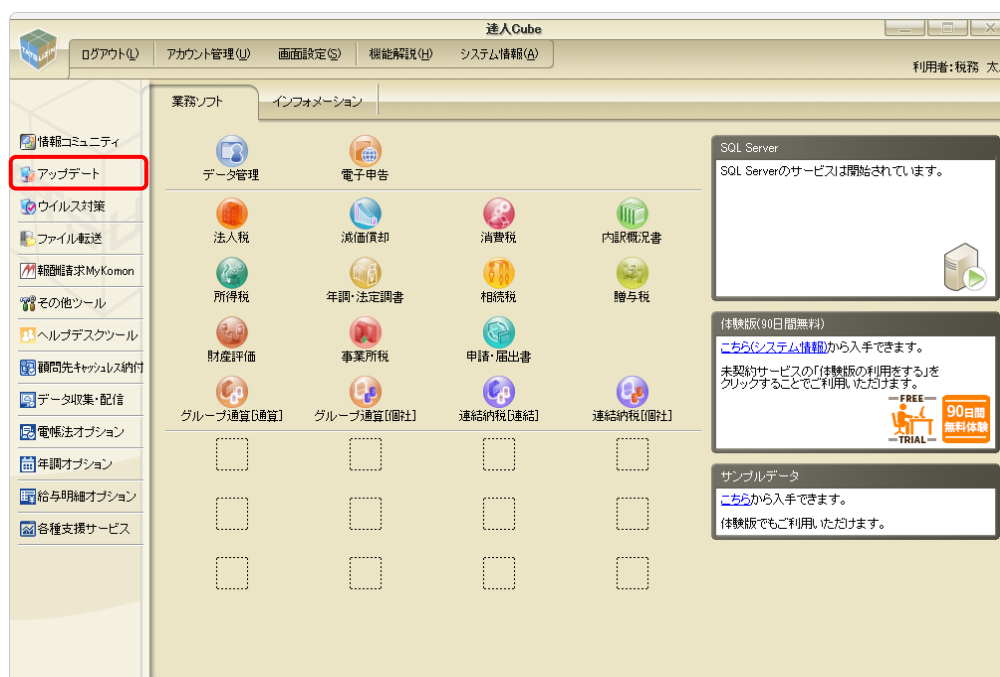 達人Cube
ログアウト(L)
アカウント管理(U)
画面設定(S)
機能解説(H)
システム情報(A)
利用者:税務 太
業務ソフト
インフォメーション
情報コミュニティ
アップデート
ウイルス対策
ファイル転送
報酬請求MyKomon
その他ツール
ヘルプデスクツール
顧問先キャッシュレス納付
データ収集・配信
電帳法オプション
年調オプション
給与明細オプション
各種支援サービス
データ管理
電子申告
法人税
減価償却
消費税
内訳概況書
所得税
年調・法定調書
相続税
贈与税
財産評価
事業所税
申請・届出書
グループ通算[通算]
グループ通算[個社]
連結納税[連結]
連結納税[個社]
SQL Server
SQL Serverのサービスは開始されています。
体験版(90日間無料)
こちら(システム情報)から入手できます。
未契約サービスの「体験版の利用をする」を
クリックすることでご利用いただけます。
FREE
TRIAL
90日間
無料体験
サンプルデータ
こちらから入手できます。
体験版でもご利用いただけます。